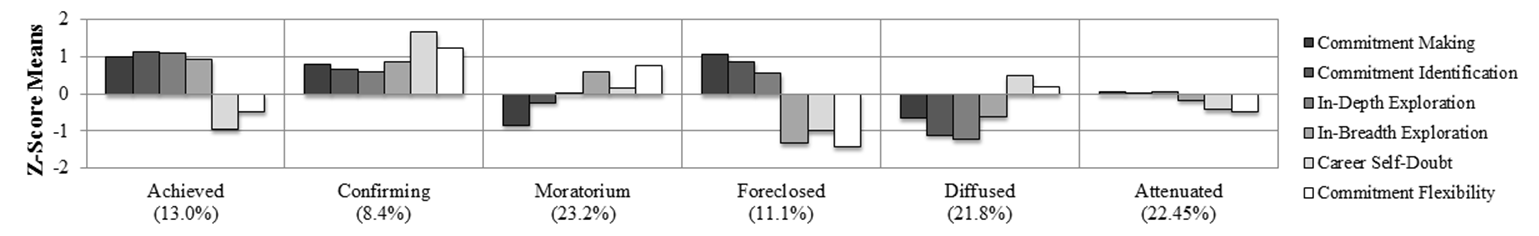 Z-Score Means
2
1
0
-1
-2
Achieved
(13.0%)
Confirming
(8.4%)
Moratorium
(23.2%)
Foreclosed
(11.1%)
Diffused
(21.8%)
Attenuated
(22.45%)
Commitment Making
Commitment Identification
In-Depth Exploration
In-Breadth Exploration
Career Self-Doubt
Commitment Flexibility